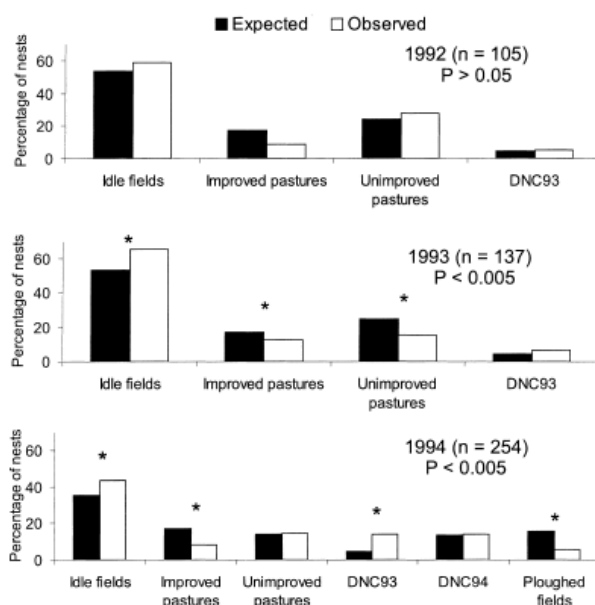 Expected Observed
1992 (n = 105)
P > 0.05
Percentage of nests
60
40
20
0
Idle fields Improved pastures Unimproved pastures DNC93
1993 (n = 137)
P < 0.005
Percentage of nests
60
40
20
0
* * *
Idle fields Improved pastures Unimproved pastures DNC93
1994 (n = 254)
P < 0.005
Percentage of nests
60
40
20
0
* * * *
Idle fields Improved pastures Unimproved pastures DNC93 DNC94 Ploughed fields